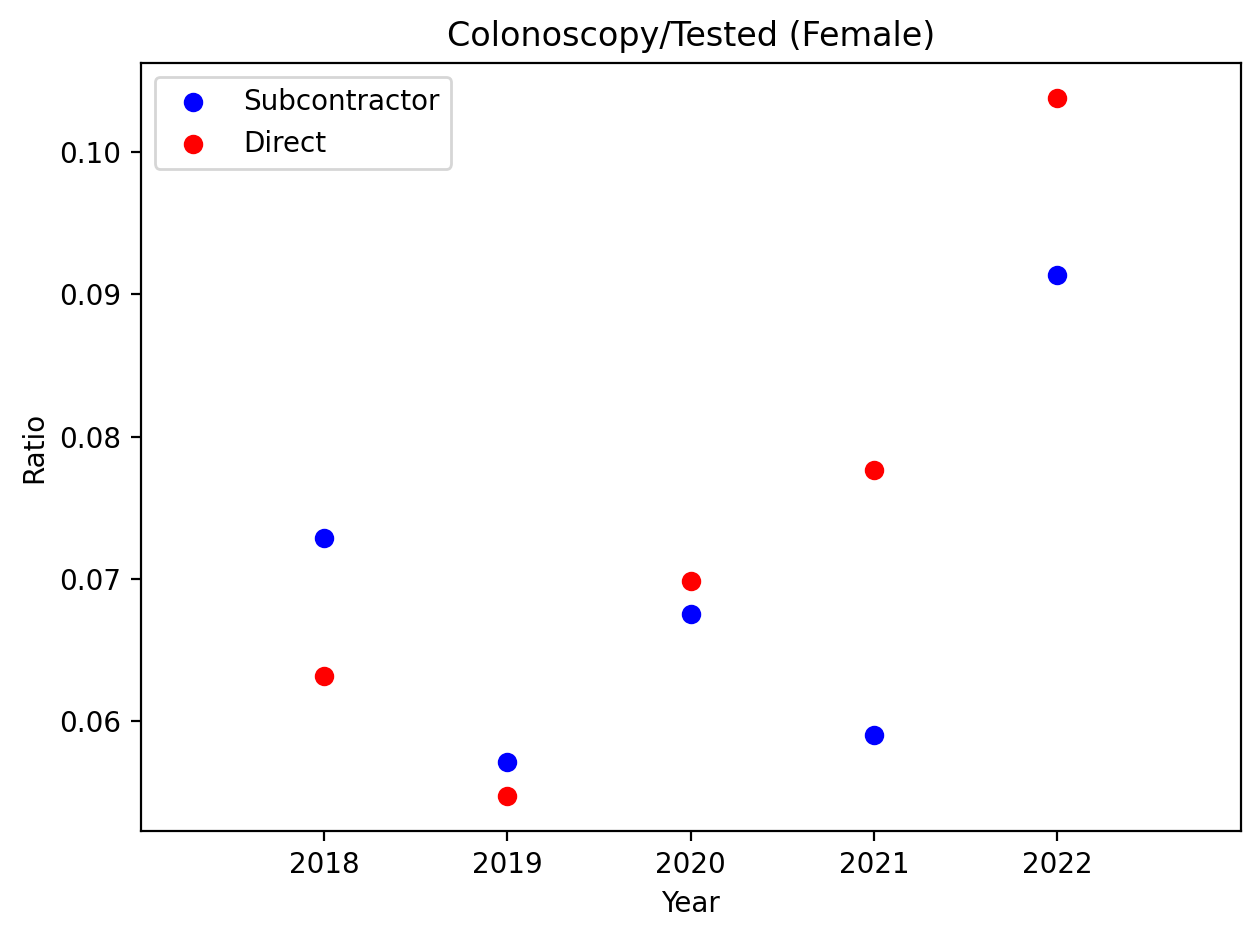 Colonoscopy/Tested (Female)
Subcontractor
Direct
0.10
0.09
0.08
0.07
0.06
Ratio
2018 2019 2020 2021 2022
Year